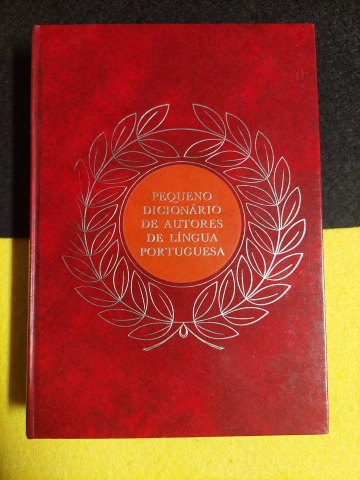 PEQUENO
DICIONÁRIO
DE AUTORES
DE LÍNGUA
PORTUGUESA